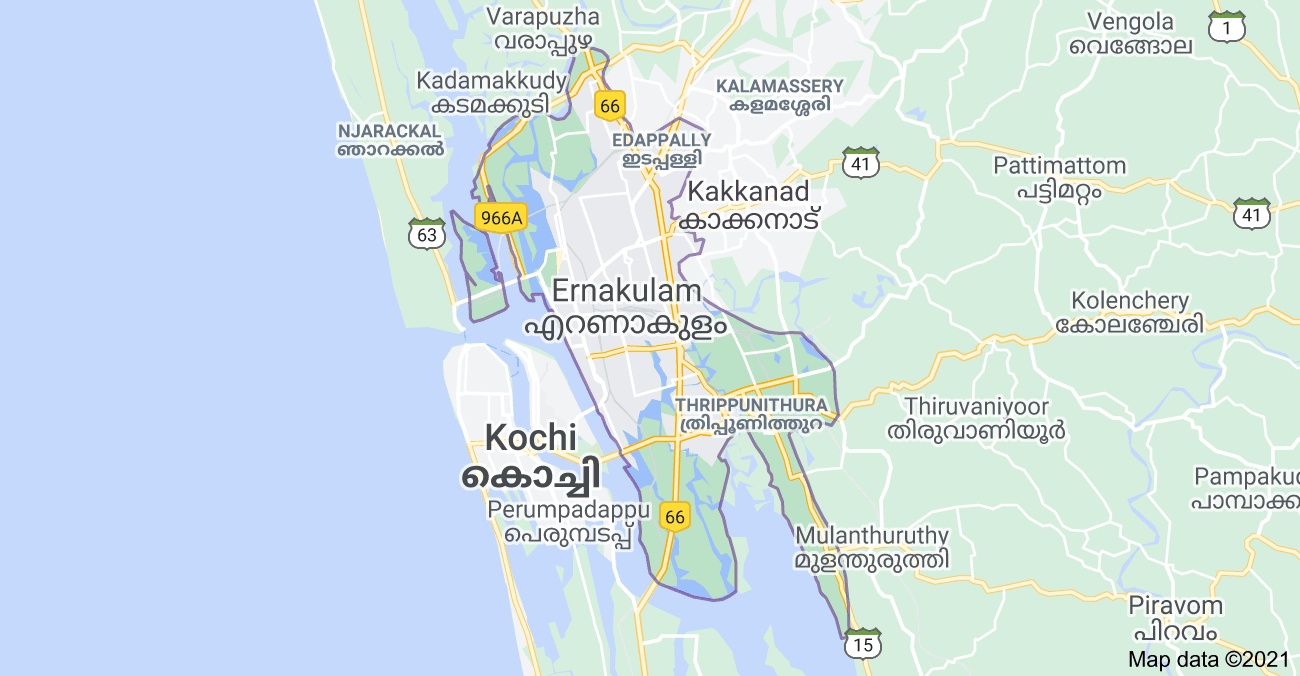 Varapuzha
വരാപ്പുഴ
Vengola
വെങ്ങോല
1
Kadamakkudy
കടമക്കുടി
66
KALAMASSERY
കളമശ്ശേരി
NJARACKAL
ഞാറക്കൽ
EDAPPALLY
ഇടപ്പള്ളി
41
Pattimattom
പട്ടിമറ്റം
Kakkanad
കാക്കനാട്
966A
63
41
Ernakulam
എറണാകുളം
Kolenchery
കോലഞ്ചേരി
THRIPPUNITHURA
ത്രിപ്പൂണിത്തുറ
Thiruvaniyoor
തിരുവാണിയൂർ
Kochi
കൊച്ചി
Pampakuc
പാമ്പാക്ക
Perumpadappu
പെരുമ്പടപ്പ്
66
Mulanthuruthy
മുളന്തുരുത്തി
Piravom
പിറവം
15
Map data ©2021